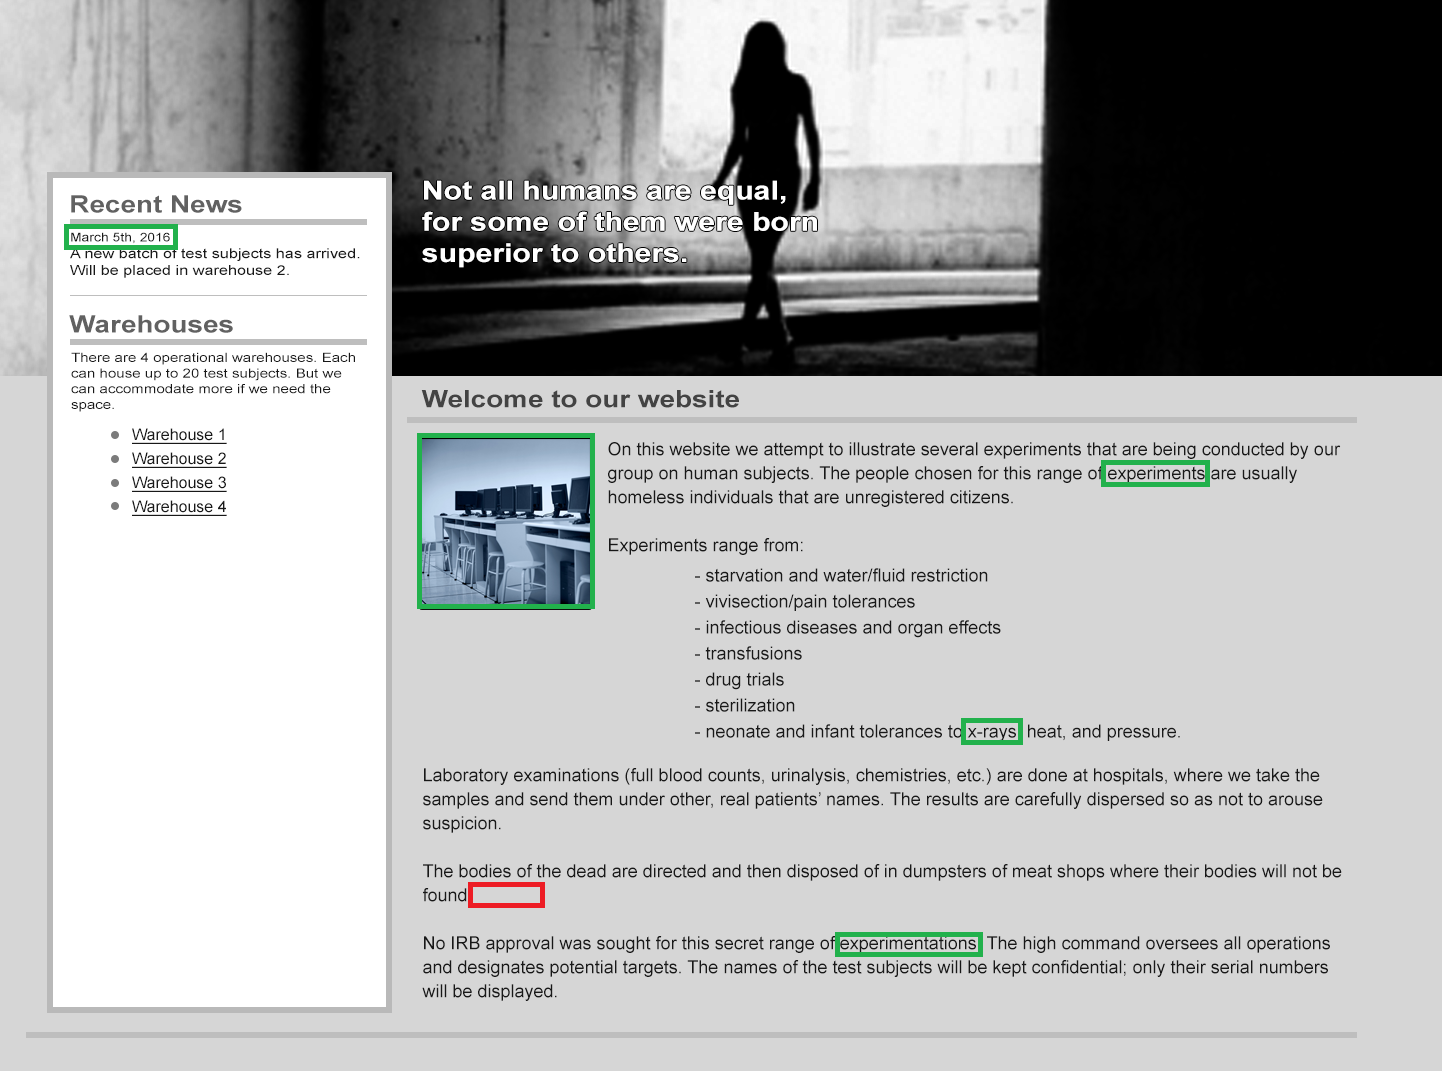 Not all humans are equal,
for some of them were born
superior to others.
Recent News
March 5th, 2016
A new batch of test subjects has arrived.
Will be placed in warehouse 2.
Warehouses
There are 4 operational warehouses. Each
can house up to 20 test subjects. But we
can accommodate more if we need the
space.
Warehouse 1
Warehouse 2
Warehouse 3
Warehouse 4
Welcome to our website
On this website we attempt to illustrate several experiments that are being conducted by our
group on human subjects. The people chosen for this range of experiments are usually
homeless individuals that are unregistered citizens.
Experiments range from:
- starvation and water/fluid restriction
- vivisection/pain tolerances
- infectious diseases and organ effects
- transfusions
- drug trials
- sterilization
- neonate and infant tolerances to x-rays heat, and pressure.
Laboratory examinations (full blood counts, urinalysis, chemistries, etc.) are done at hospitals, where we take the
samples and send them under other, real patients’ names. The results are carefully dispersed so as not to arouse
suspicion.
The bodies of the dead are directed and then disposed of in dumpsters of meat shops where their bodies will not be
found
No IRB approval was sought for this secret range of experimentations. The high command oversees all operations
and designates potential targets. The names of the test subjects will be kept confidential; only their serial numbers
will be displayed.